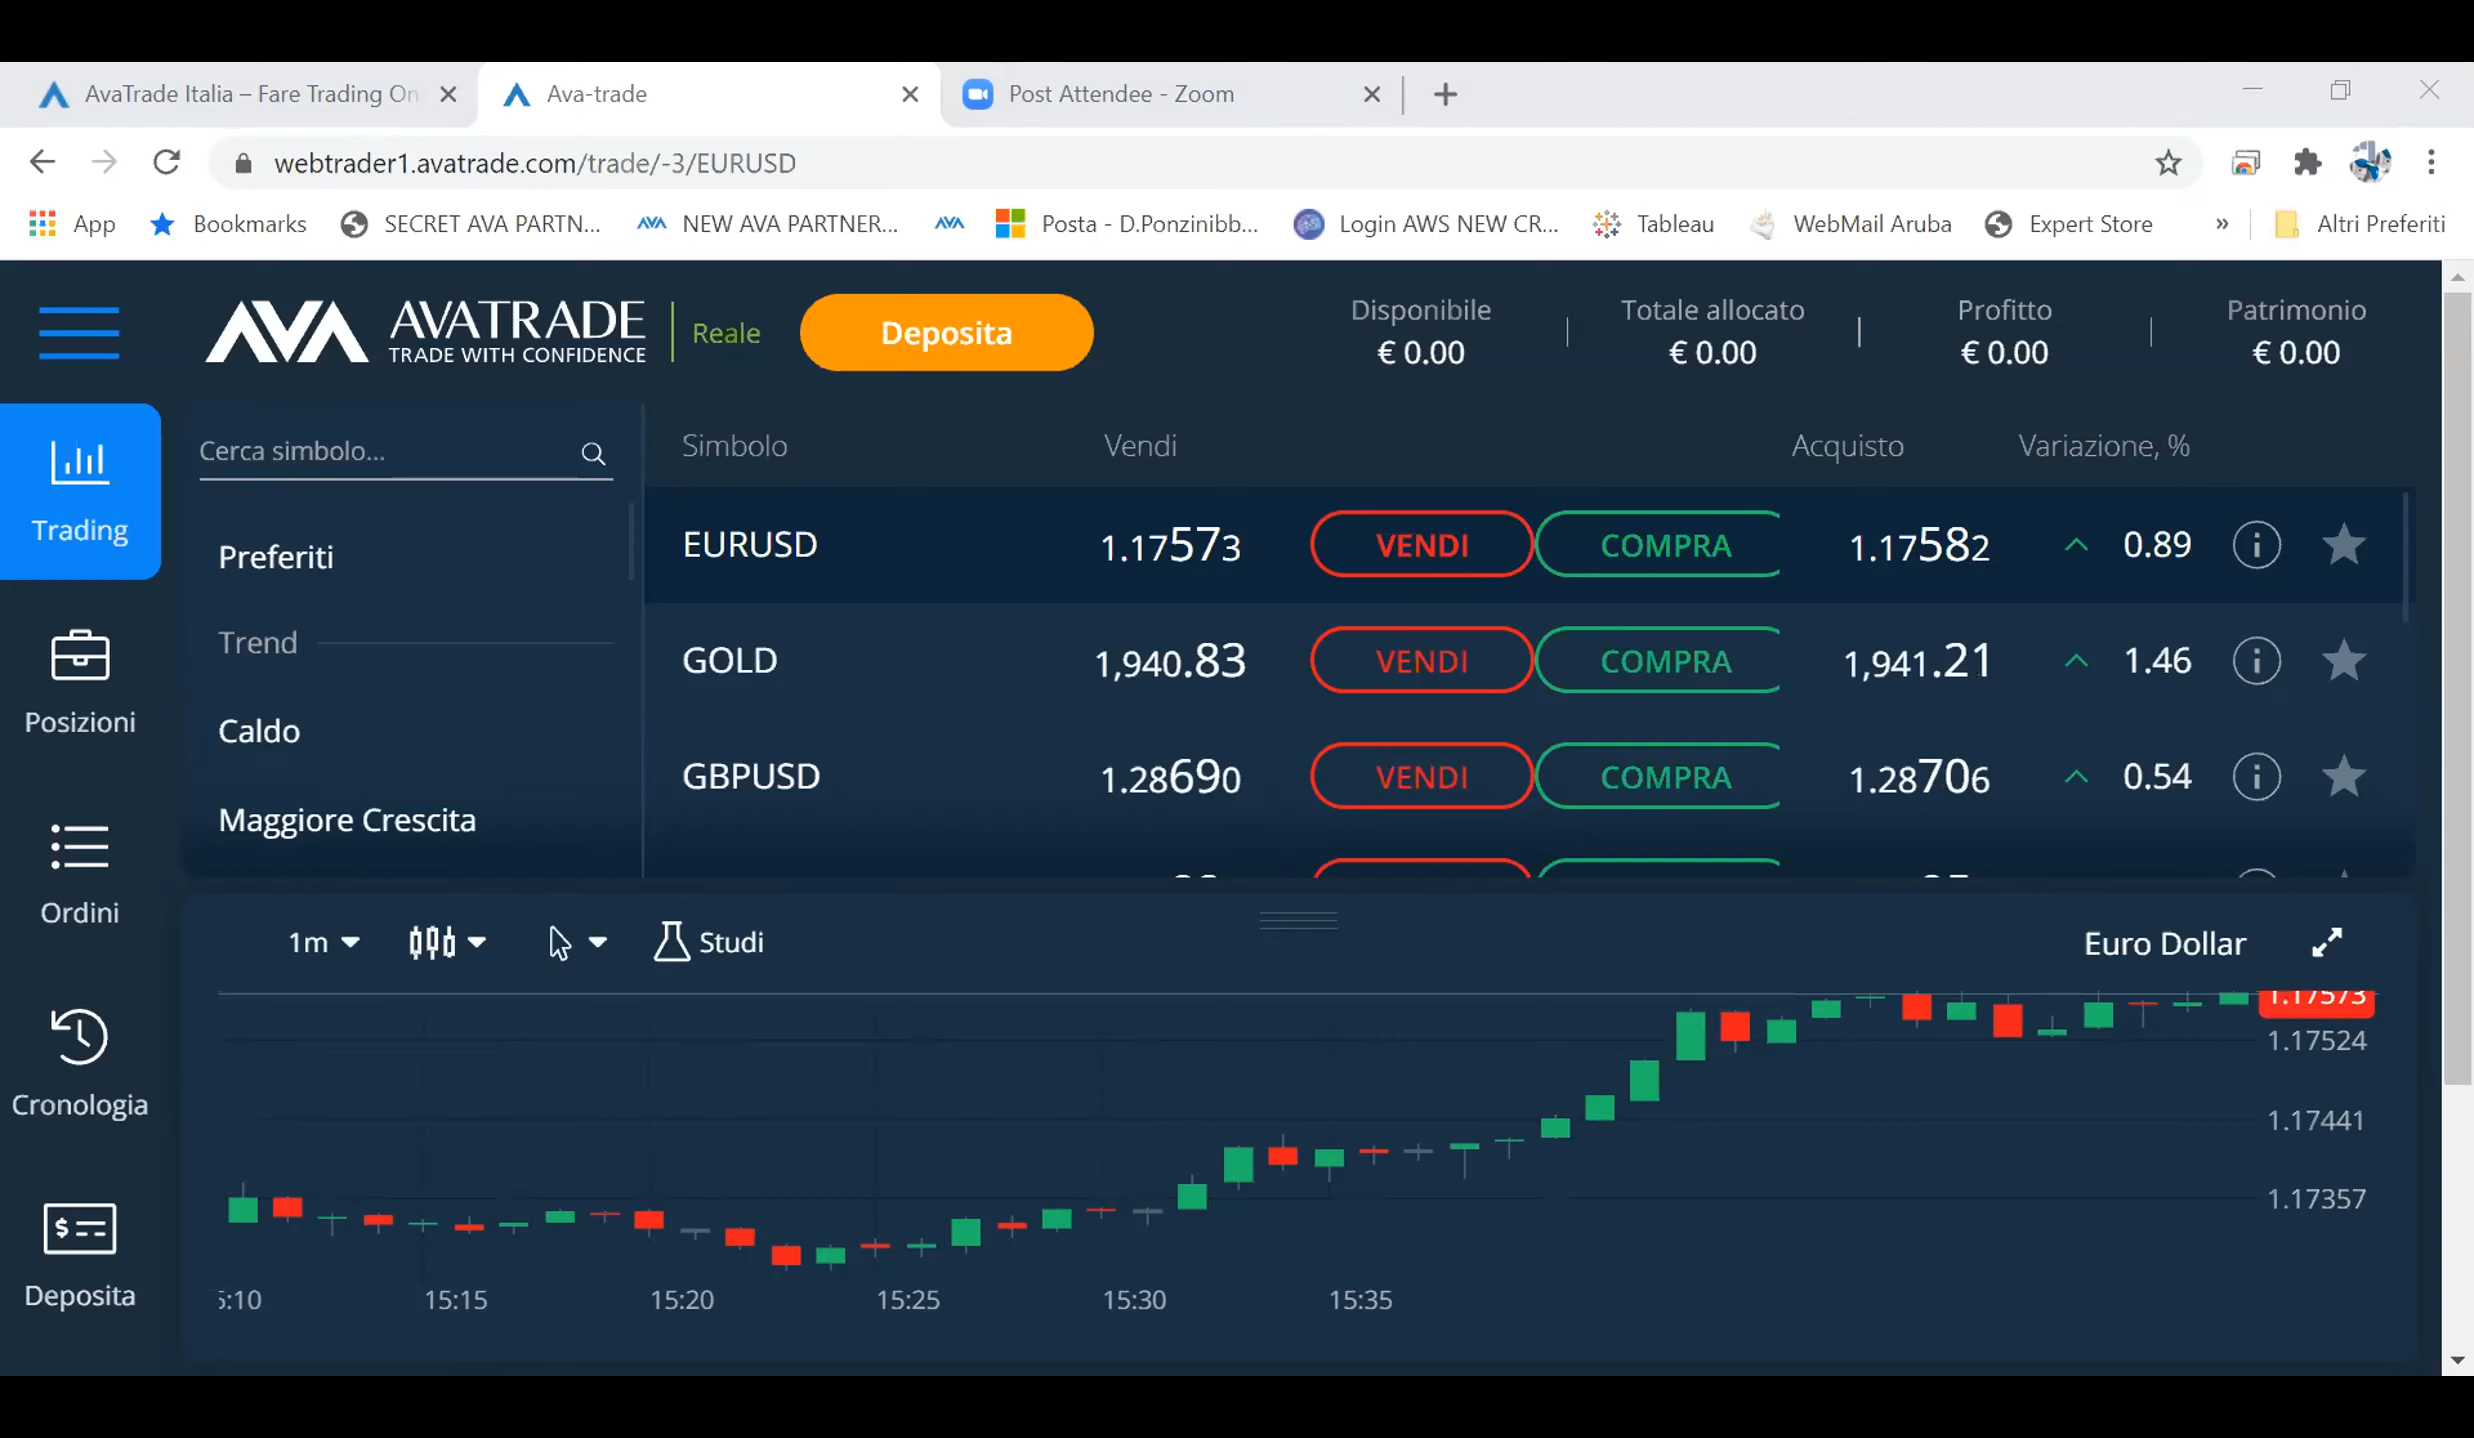 AvaTrade Italia – Fare Trading On
Ava-trade
Post Attendee - Zoom
webtrader1.avatrade.com/trade/-3/EURUSD
App
Bookmarks
SECRET AVA PARTN...
NEW AVA PARTNER...
Posta - D.Ponzinibb...
Login AWS NEW CR...
Tableau
WebMail Aruba
Expert Store
»
Altri Preferiti
AVA AVATRADE
TRADE WITH CONFIDENCE
Reale
Deposita
Disponibile
€ 0.00
Totale allocato
€ 0.00
Profitto
€ 0.00
Patrimonio
€ 0.00
Trading
Posizioni
Ordini
Cronologia
Deposita
Cerca simbolo...
Preferiti
Trend
Caldo
Maggiore Crescita
Simbolo Vendi Acquisto Variazione, %
EURUSD 1.17573 VENDI COMPRA 1.17582 0.89
GOLD 1,940.83 VENDI COMPRA 1,941.21 1.46
GBPUSD 1.28690 VENDI COMPRA 1.28706 0.54
1m
Studi
Euro Dollar
1.17573
1.17524
1.17441
1.17357
5:10 15:15 15:20 15:25 15:30 15:35